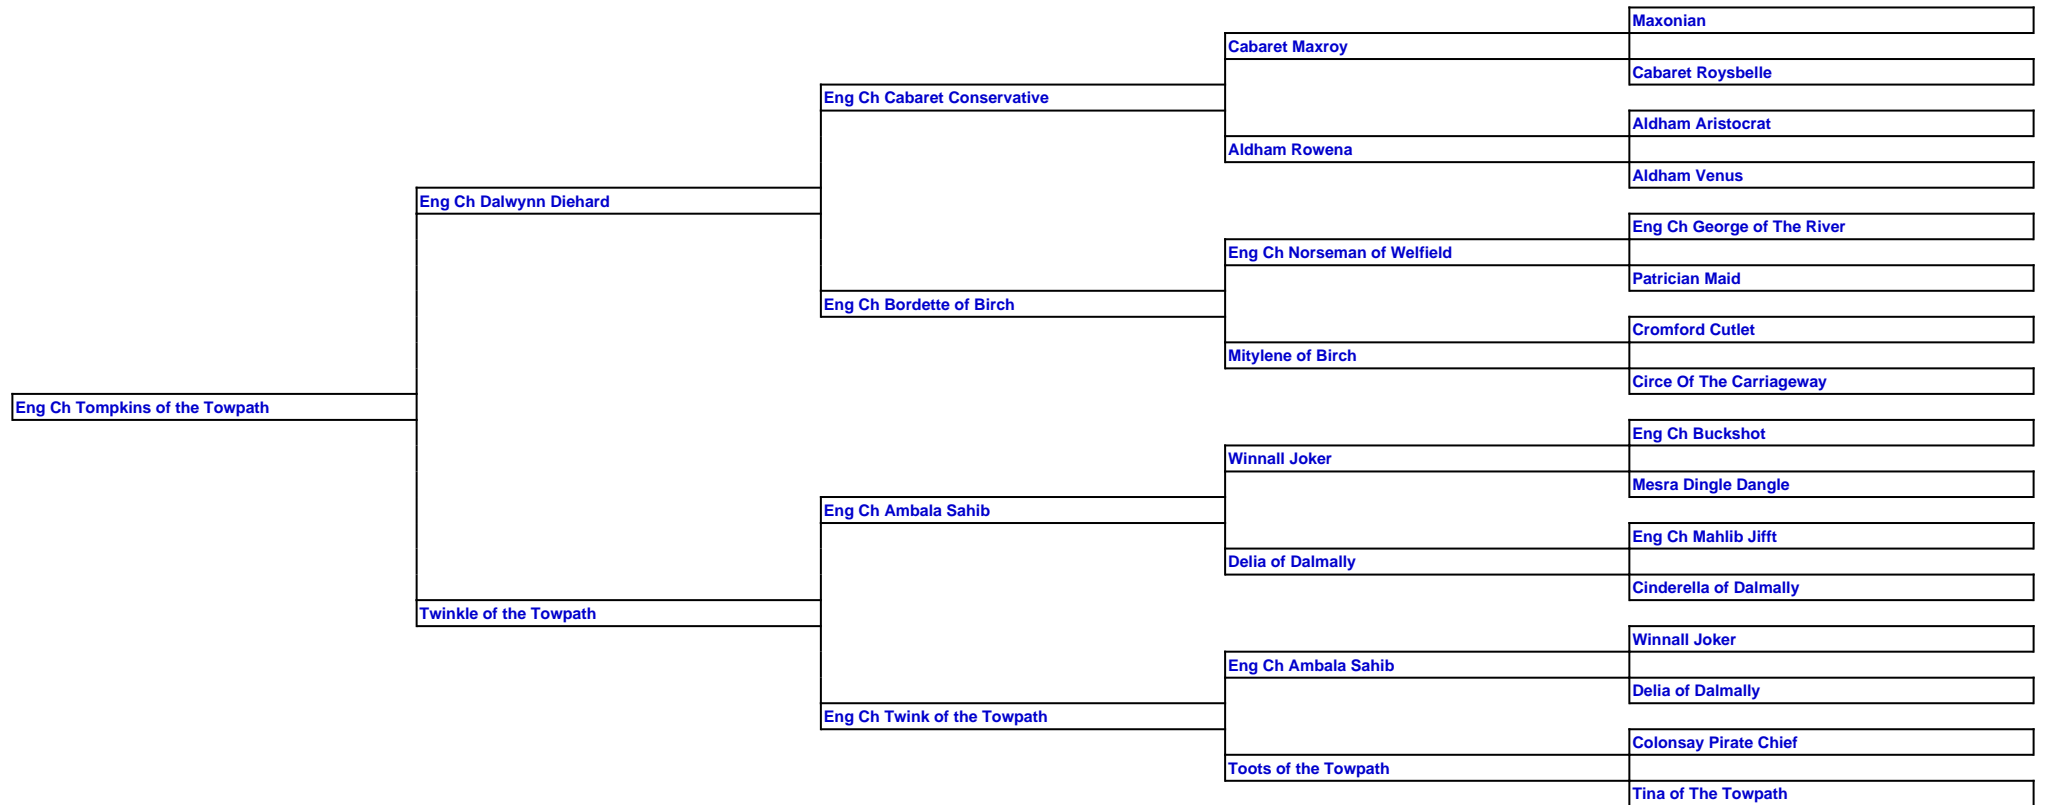 Maxonian
Cabaret Maxroy
Cabaret Roysbelle
Eng Ch Cabaret Conservative
Aldham Aristocrat
Aldham Rowena
Aldham Venus
Eng Ch Dalwynn Diehard
Eng Ch George of The River
Eng Ch Norseman of Welfield
Patrician Maid
Eng Ch Bordette of Birch
Cromford Cutlet
Mitylene of Birch
Circe Of The Carriageway
Eng Ch Tompkins of the Towpath
Eng Ch Buckshot
Winnall Joker
Mesra Dingle Dangle
Eng Ch Ambala Sahib
Eng Ch Mahlib Jifft
Delia of Dalmally
Cinderella of Dalmally
Twinkle of the Towpath
Winnall Joker
Eng Ch Ambala Sahib
Delia of Dalmally
Eng Ch Twink of the Towpath
Colonsay Pirate Chief
Toots of the Towpath
Tina of The Towpath